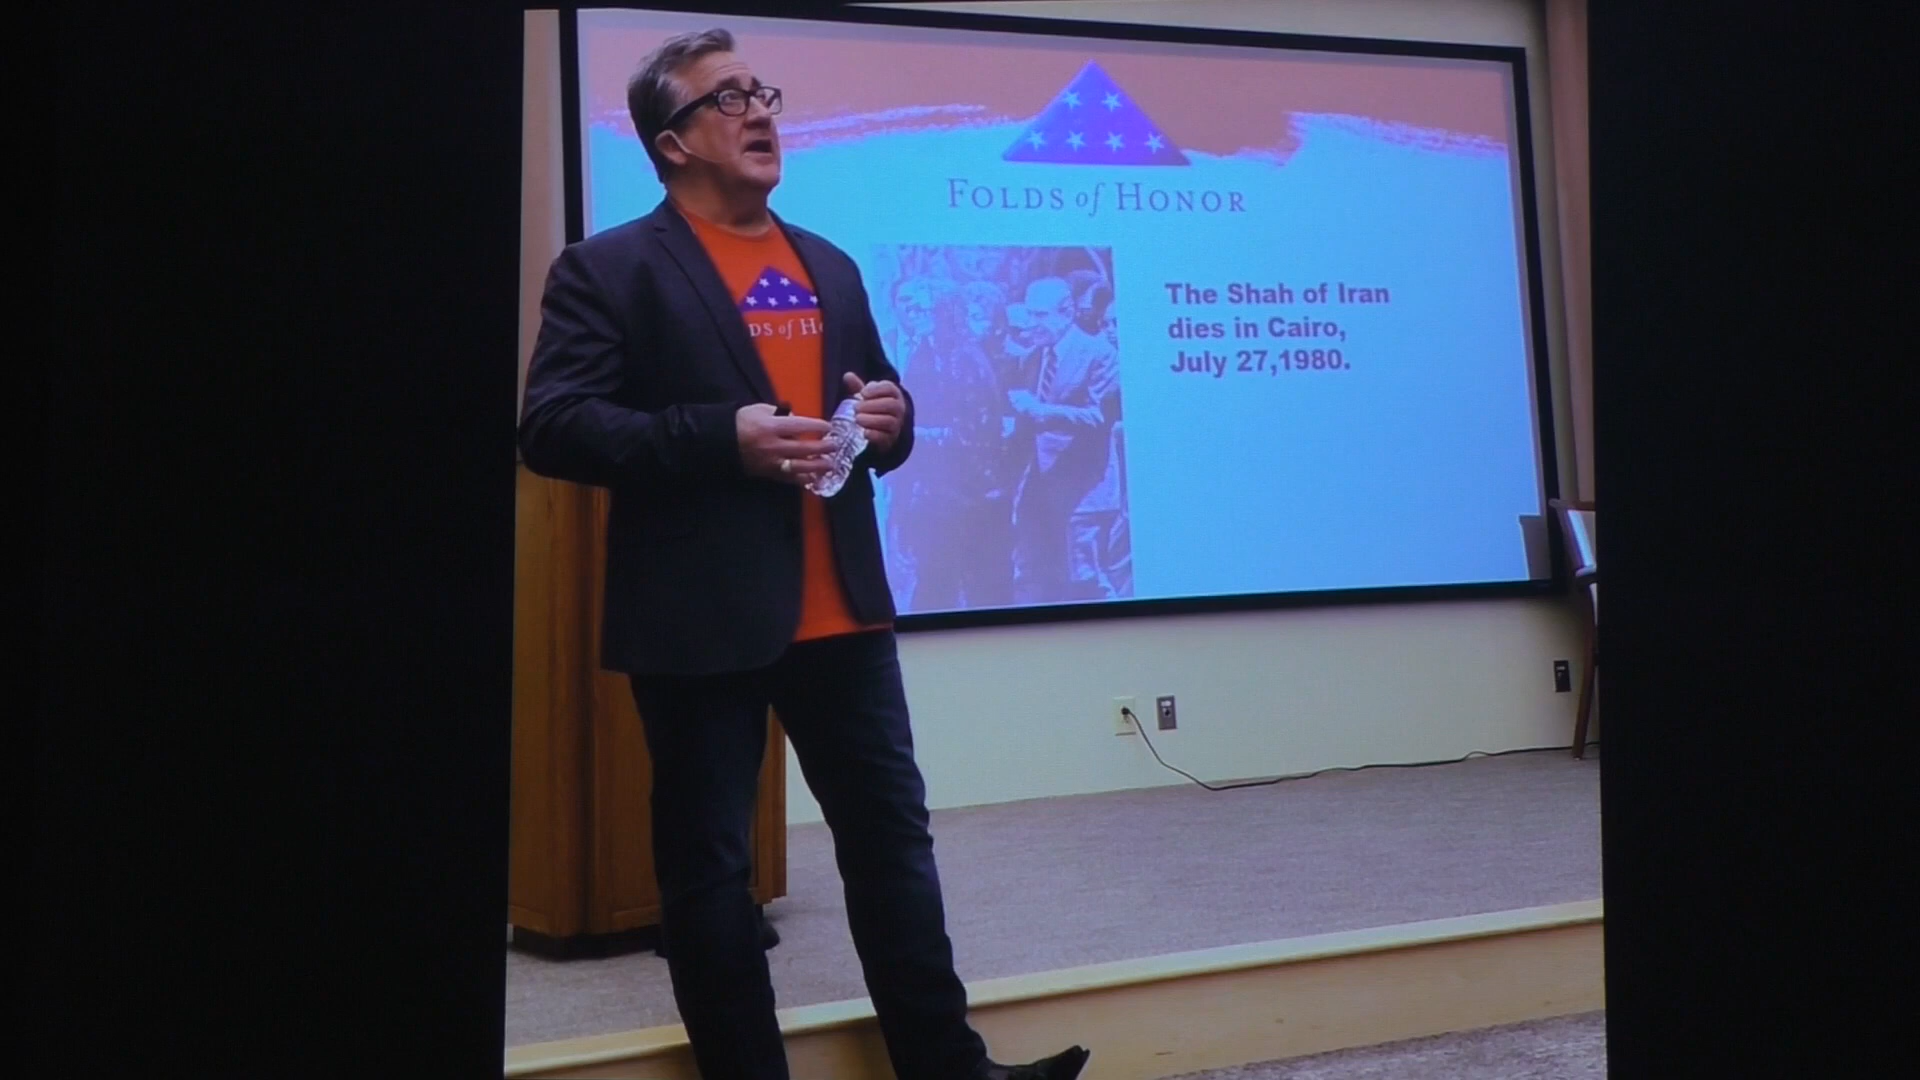 FOLDS of HONOR
The Shah of Iran
dies in Cairo,
July 27,1980.
DS of Ho